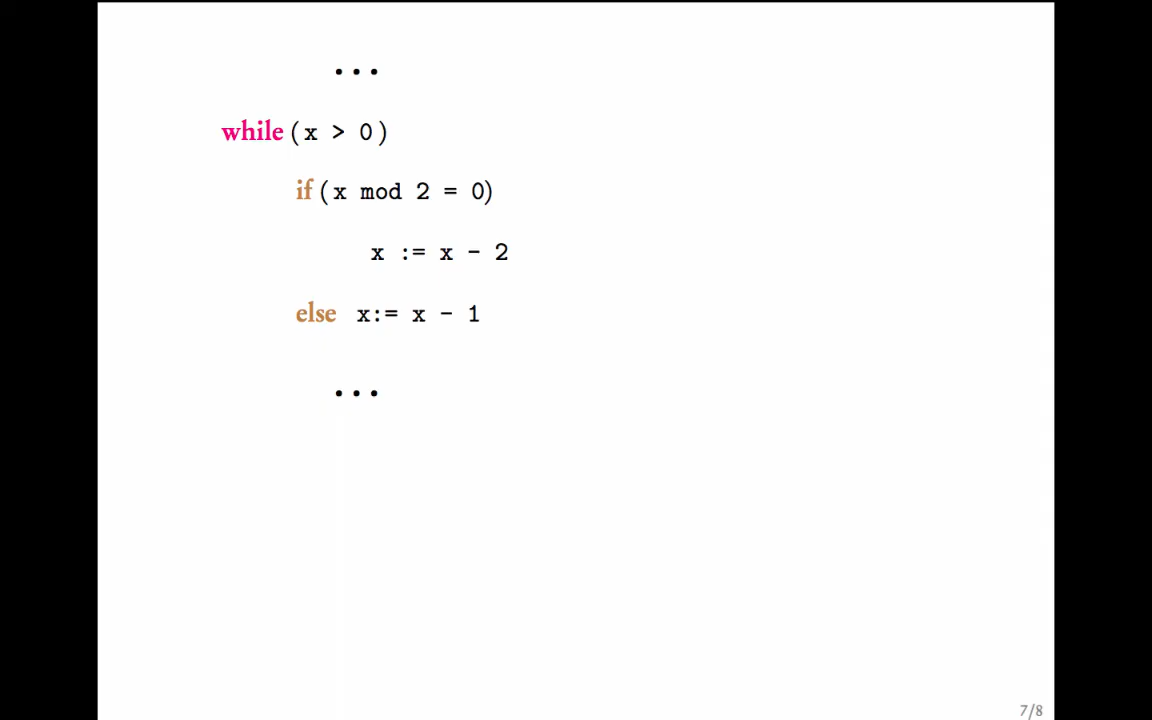 ...
while (x > 0)
if (x mod 2 = 0)
x := x - 2
else x:= x - 1
...
7/8